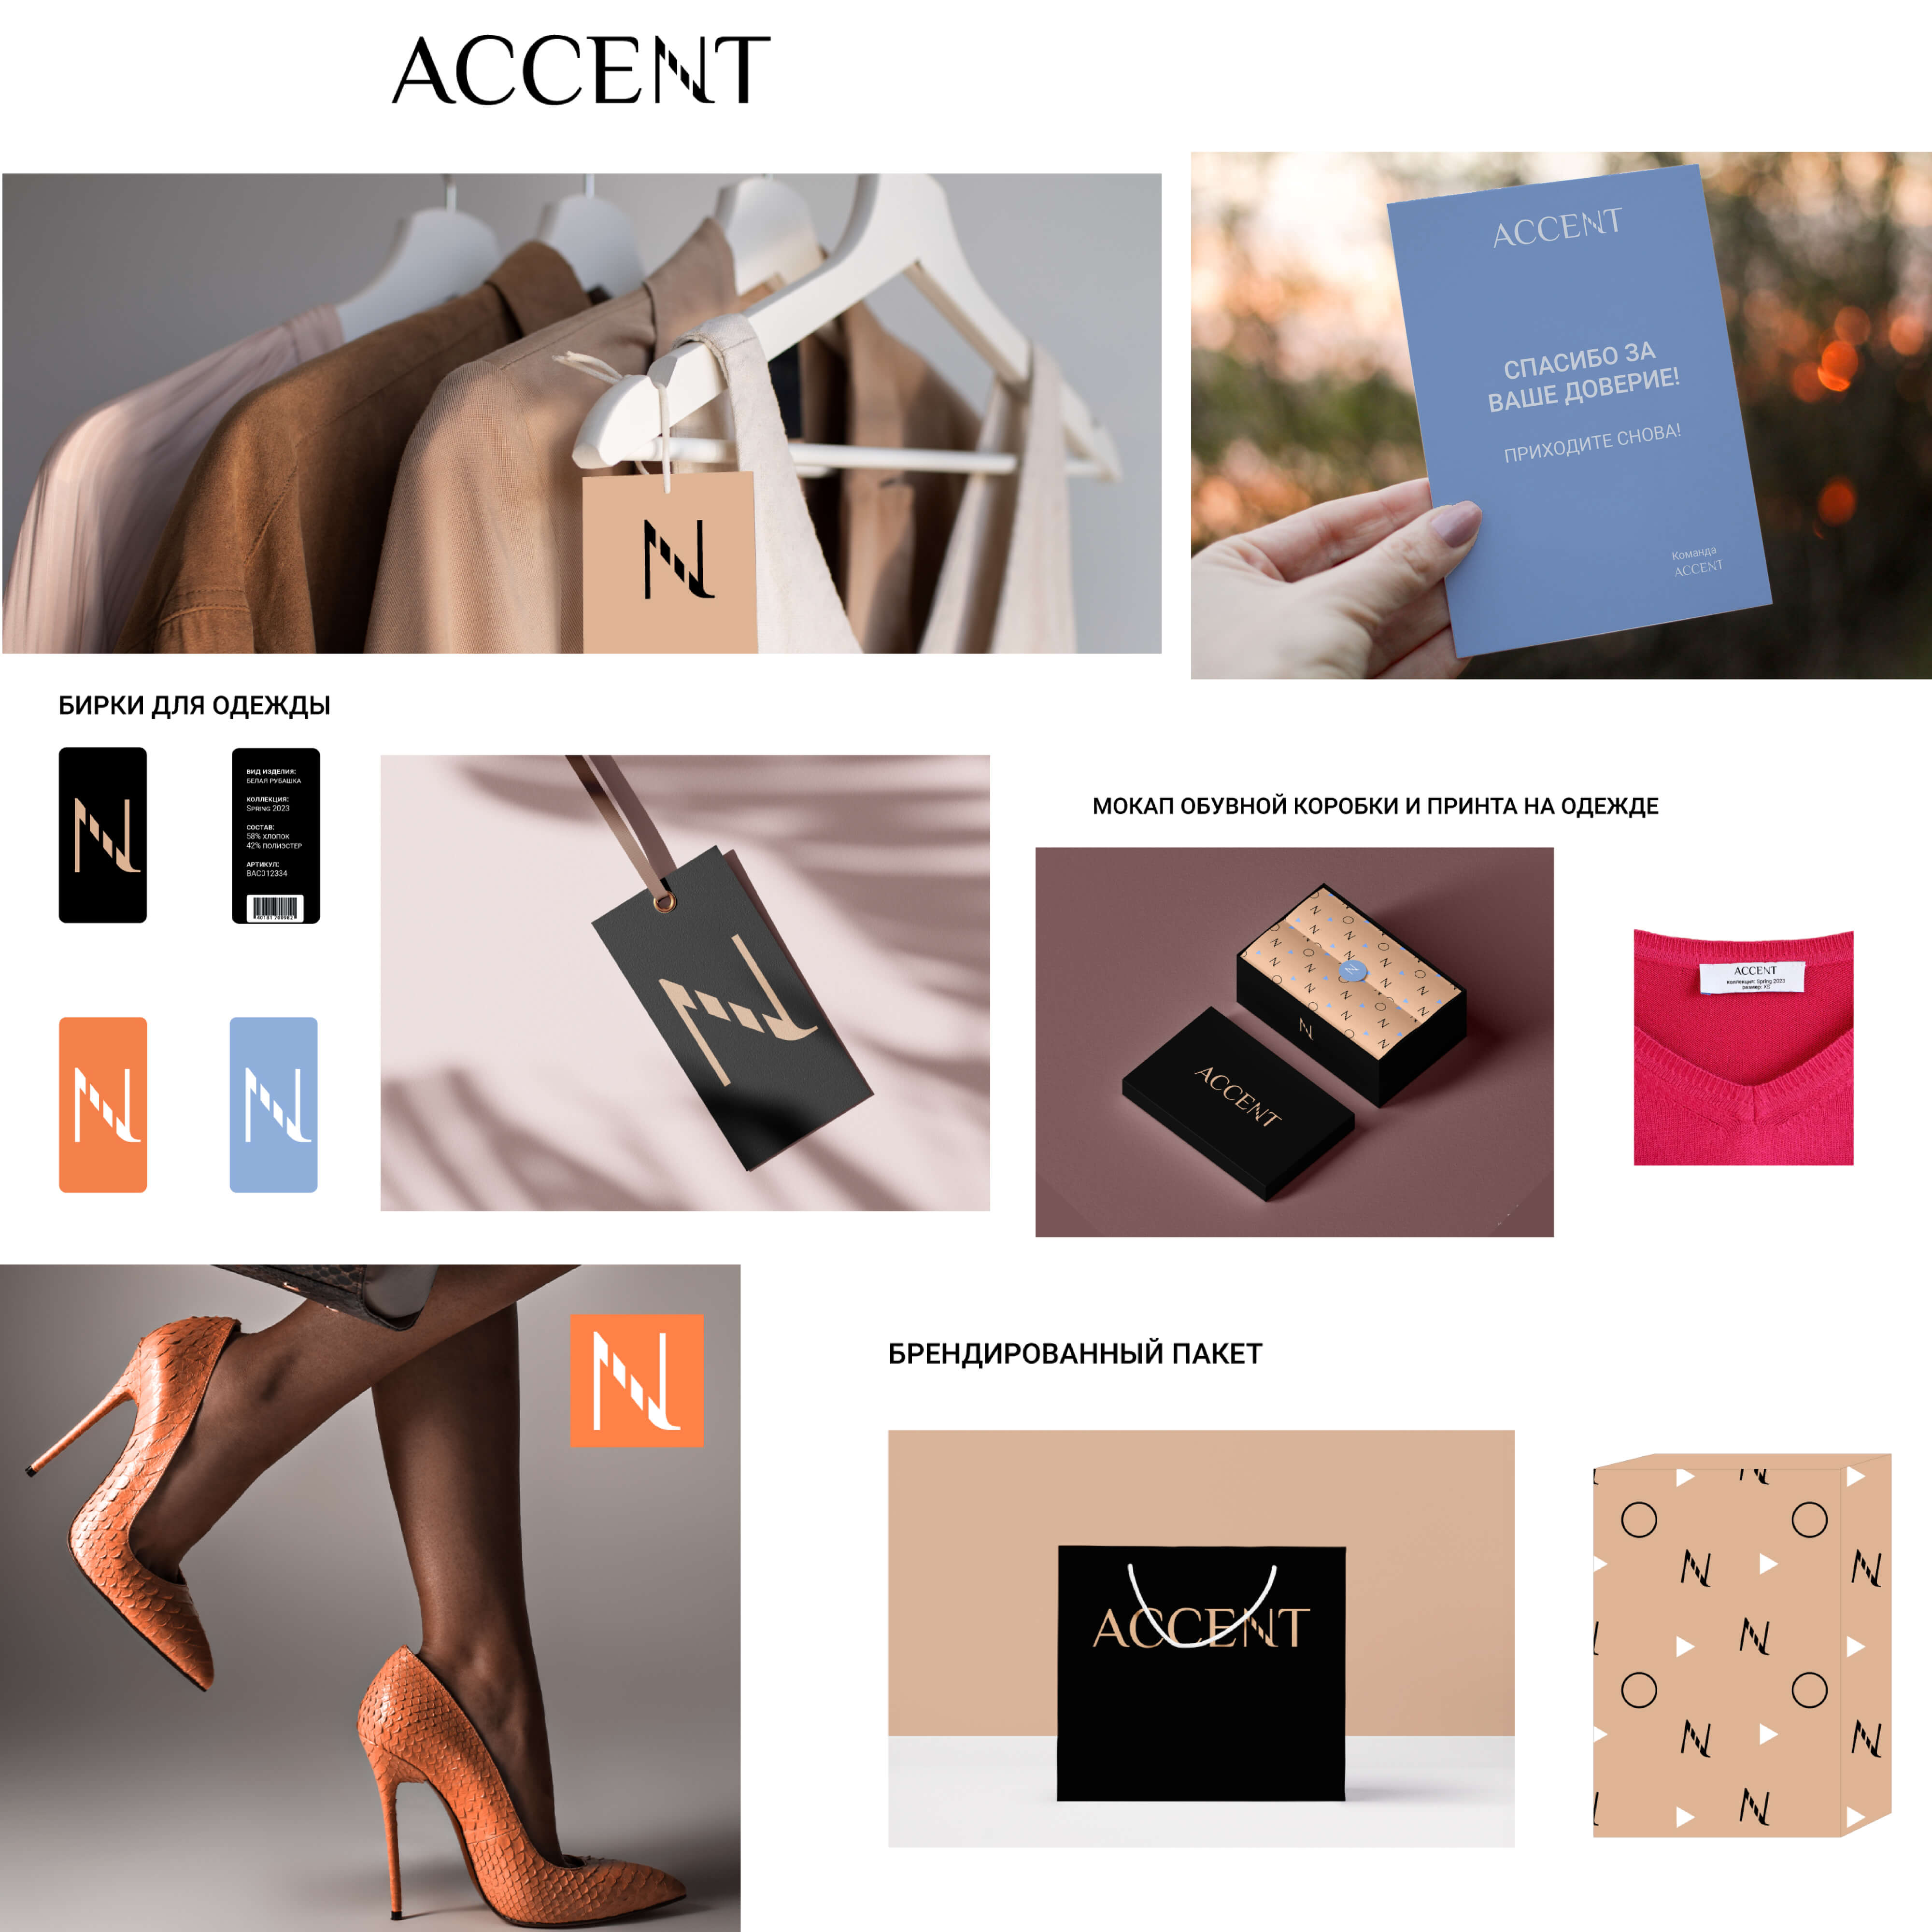 ACCENT
N
ACCENT
СПАСИБО ЗА
ВАШЕ ДОВЕРИЕ!
ПРИХОДИТЕ СНОВА!
Команда
ACCENT
БИРКИ ДЛЯ ОДЕЖДЫ
N
ВИД ИЗДЕЛИЯ:
БЕЛАЯ РУБАШКА
КОЛЛЕКЦИЯ:
SPRING 2023
СОСТАВ:
58% ХЛОПОК
42% ПОЛИЭСТЕР
АРТИКУЛ:
BAC012334
N
N
N
МОКАП ОБУВНОЙ КОРОБКИ И ПРИНТА НА ОДЕЖДЕ
N
N
ACCENT
ACCENT
коллекция: Spring 2023
размер: XS
N
БРЕНДИРОВАННЫЙ ПАКЕТ
ACCENT
N
N
N
N
N
N
N